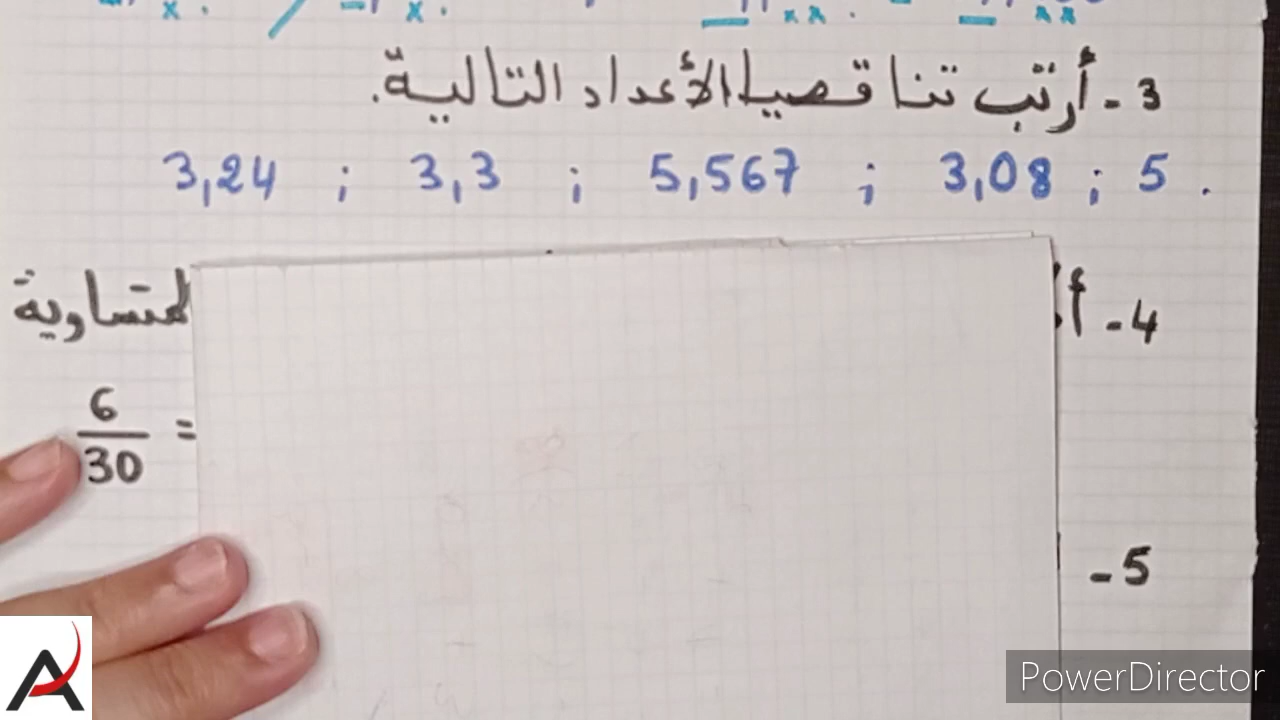 3 - أرتب تناقصيا الأعداد التالية.
3,24 ; 3,3 ; 5,567 ; 3,08 ; 5 .
4 - أ
المتساوية
6/30 =
5 -
PowerDirector